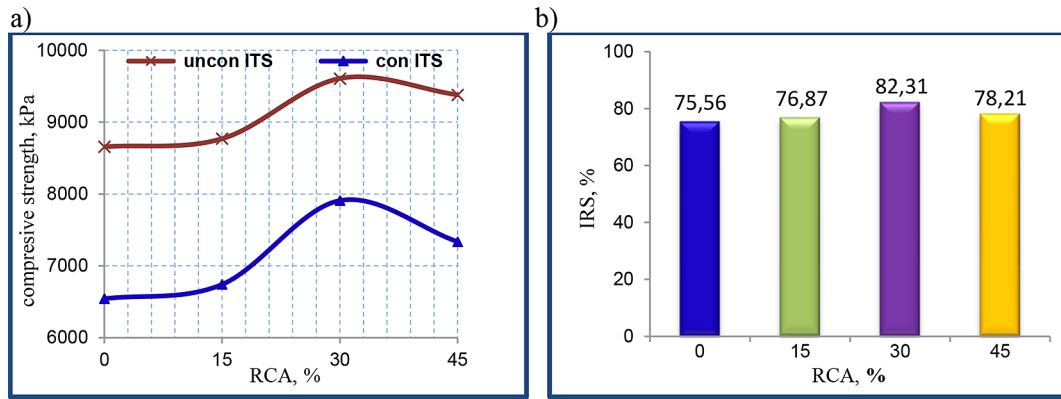 a)
uncon ITS con ITS
10000
9000
8000
7000
6000
compresive strength, kPa
0 15 30 45
RCA, %
b)
100
80
60
40
20
0
IRS, %
75,56 76,87 82,31 78,21
0 15 30 45
RCA, %